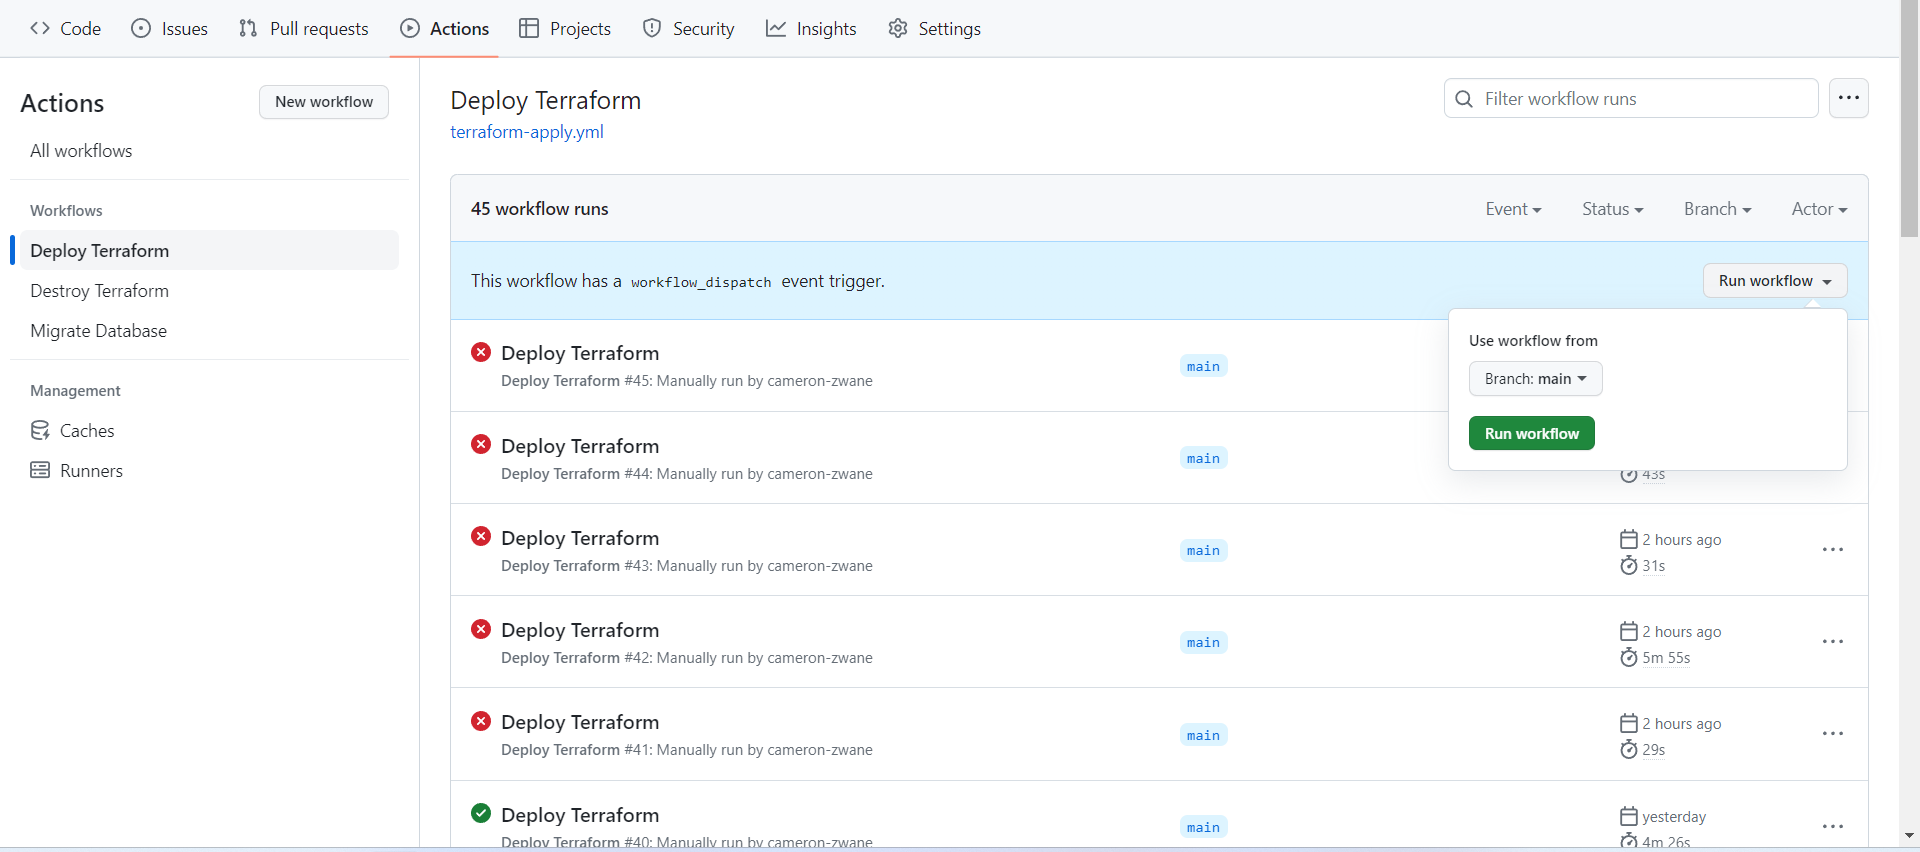 Code Issues Pull requests Actions Projects Security Insights Settings
Actions
New workflow
All workflows
Workflows
Deploy Terraform
Destroy Terraform
Migrate Database
Management
Caches
Runners
Deploy Terraform
terraform-apply.yml
Filter workflow runs
45 workflow runs
Event Status Branch Actor
This workflow has a workflow_dispatch event trigger.
Run workflow
Use workflow from
Branch: main
Run workflow
Deploy Terraform
Deploy Terraform #45: Manually run by cameron-zwane
main
Deploy Terraform
Deploy Terraform #44: Manually run by cameron-zwane
main
43s
Deploy Terraform
Deploy Terraform #43: Manually run by cameron-zwane
main
2 hours ago
31s
Deploy Terraform
Deploy Terraform #42: Manually run by cameron-zwane
main
2 hours ago
5m 55s
Deploy Terraform
Deploy Terraform #41: Manually run by cameron-zwane
main
2 hours ago
29s
Deploy Terraform
Deploy Terraform #40: Manually run by cameron-zwane
main
yesterday
4m 26s